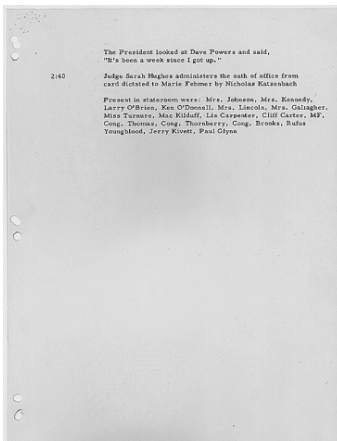 The President looked at Dave Powers and said,
"It's been a week since I got up."
2:40 Judge Sarah Hughes administers the oath of office from
card dictated to Marie Fehmer by Nicholas Katzenbach
Present in stateroom were: Mrs. Johnson, Mrs. Kennedy,
Larry O'Brien, Ken O'Donnell, Mrs. Lincoln, Mrs. Gallagher,
Miss Turnure, Mac Kilduff, Liz Carpenter, Cliff Carter, MF,
Cong. Thomas, Cong. Thornberry, Cong. Brooks, Rufus
Youngblood, Jerry Kivett, Paul Glynn